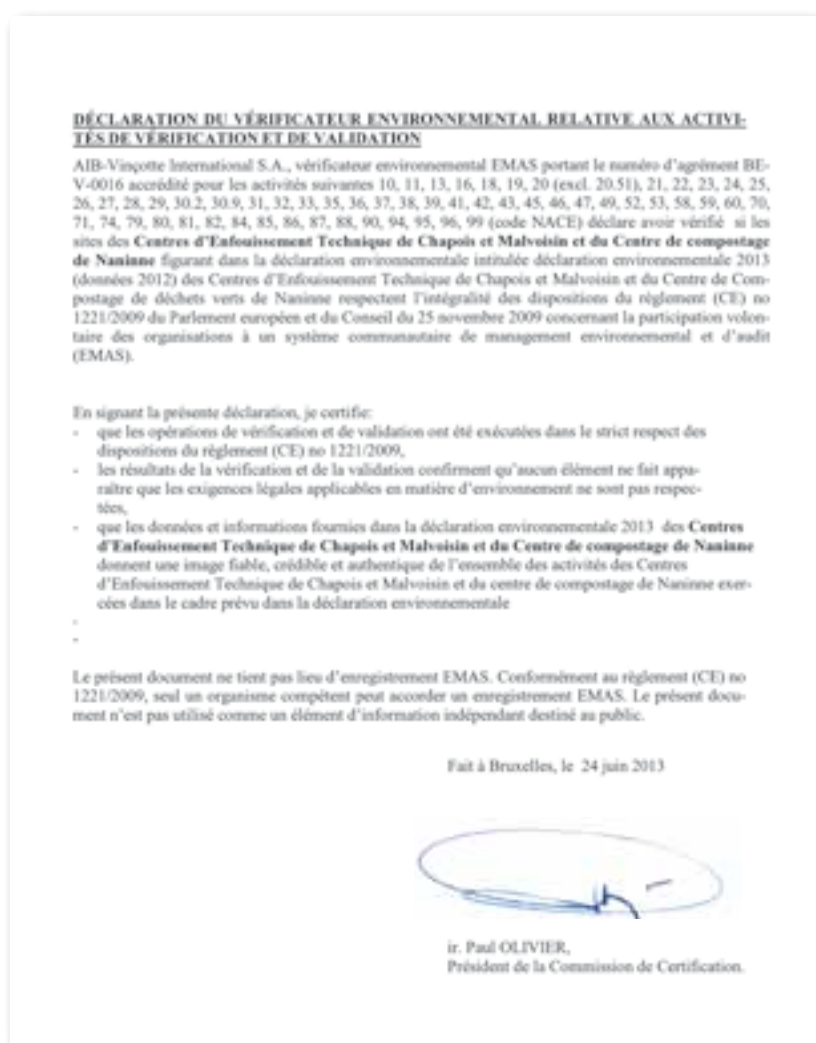 DÉCLARATION DU VÉRIFICATEUR ENVIRONNEMENTAL RELATIVE AUX ACTIVI-
TÉS DE VÉRIFICATION ET DE VALIDATION
AIB-Vinçotte International S.A., vérificateur environnemental EMAS portant le numéro d'agrément BE-
V-0016 accrédité pour les activités suivantes 10, 11, 13, 16, 18, 19, 20 (excl. 20.51), 21, 22, 23, 24, 25,
26, 27, 28, 29, 30.2, 30.9, 31, 32, 33, 35, 36, 37, 38, 39, 41, 42, 43, 45, 46, 47, 49, 52, 53, 58, 59, 60, 70,
71, 74, 79, 80, 81, 82, 84, 85, 86, 87, 88, 90, 94, 95, 96, 99 (code NACE) déclare avoir vérifié si les
sites des Centres d'Enfouissement Technique de Chapois et Malvoisin et du Centre de compostage
de Naninne figurant dans la déclaration environnementale intitulée déclaration environnementale 2013
(données 2012) des Centres d'Enfouissement Technique de Chapois et Malvoisin et du Centre de Com-
postage de déchets verts de Naninne respectent l'intégralité des dispositions du règlement (CE) no
1221/2009 du Parlement européen et du Conseil du 25 novembre 2009 concernant la participation volon-
taire des organisations à un système communautaire de management environnemental et d'audit
(EMAS).
En signant la présente déclaration, je certifie:
- que les opérations de vérification et de validation ont été exécutées dans le strict respect des
dispositions du règlement (CE) no 1221/2009,
- les résultats de la vérification et de la validation confirment qu'aucun élément ne fait appa-
raître que les exigences légales applicables en matière d'environnement ne sont pas respec-
tées,
- que les données et informations fournies dans la déclaration environnementale 2013 des Centres
d'Enfouissement Technique de Chapois et Malvoisin et du Centre de compostage de Naninne
donnent une image fiable, crédible et authentique de l'ensemble des activités des Centres
d'Enfouissement Technique de Chapois et Malvoisin et du centre de compostage de Naninne exer-
cées dans le cadre prévu dans la déclaration environnementale
-
-
Le présent document ne tient pas lieu d'enregistrement EMAS. Conformément au règlement (CE) no
1221/2009, seul un organisme compétent peut accorder un enregistrement EMAS. Le présent docu-
ment n'est pas utilisé comme un élément d'information indépendant destiné au public.
Fait à Bruxelles, le 24 juin 2013
ir. Paul OLIVIER,
Président de la Commission de Certification.